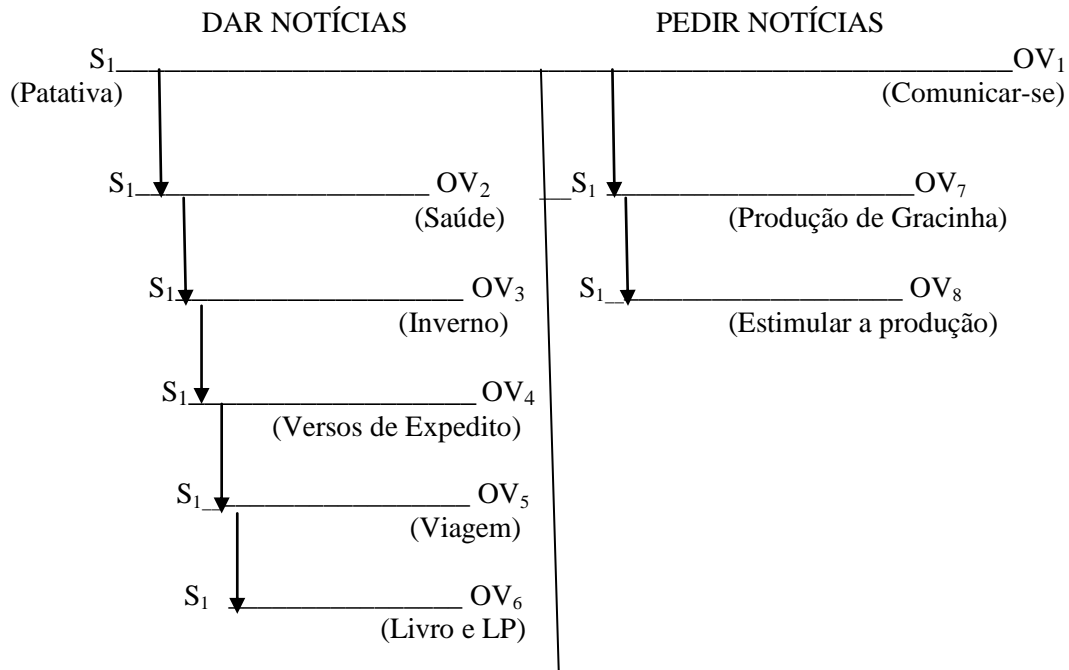 DAR NOTÍCIAS PEDIR NOTÍCIAS
S1 OV1
(Patativa) (Comunicar-se)
S1 OV2 S1 OV7
(Saúde) (Produção de Gracinha)
S1 OV3 S1 OV8
(Inverno) (Estimular a produção)
S1 OV4
(Versos de Expedito)
S1 OV5
(Viagem)
S1 OV6
(Livro e LP)